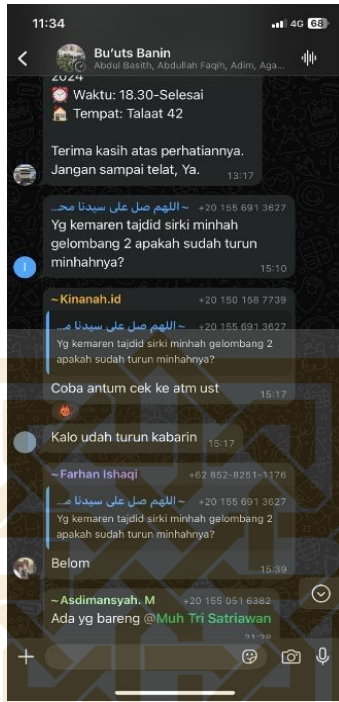 11:34
4G 68
Bu'uts Banin
Abdul Basith, Abdullah Faqih, Adim, Aga...
2024
⏰ Waktu: 18.30-Selesai
🏠 Tempat: Talaat 42
Terima kasih atas perhatiannya.
Jangan sampai telat, Ya.
13:17
~ اللهم صل على سيدنا محـ...
+20 155 691 3627
Yg kemaren tajdid sirki minhah
gelombang 2 apakah sudah turun
minhahnya?
15:10
~Kinanah.id
+20 150 158 7739
~ اللهم صل على سيدنا مـ...
+20 155 691 3627
Yg kemaren tajdid sirki minhah gelombang 2
apakah sudah turun minhahnya?
Coba antum cek ke atm ust
15:17
Kalo udah turun kabarin
15:17
~Farhan Ishaqi
+62 852-8251-1176
~ اللهم صل على سيدنا مـ...
+20 155 691 3627
Yg kemaren tajdid sirki minhah gelombang 2
apakah sudah turun minhahnya?
Belom
15:39
~Asdimansyah. M
+20 155 051 6382
Ada yg bareng @Muh Tri Satriawan